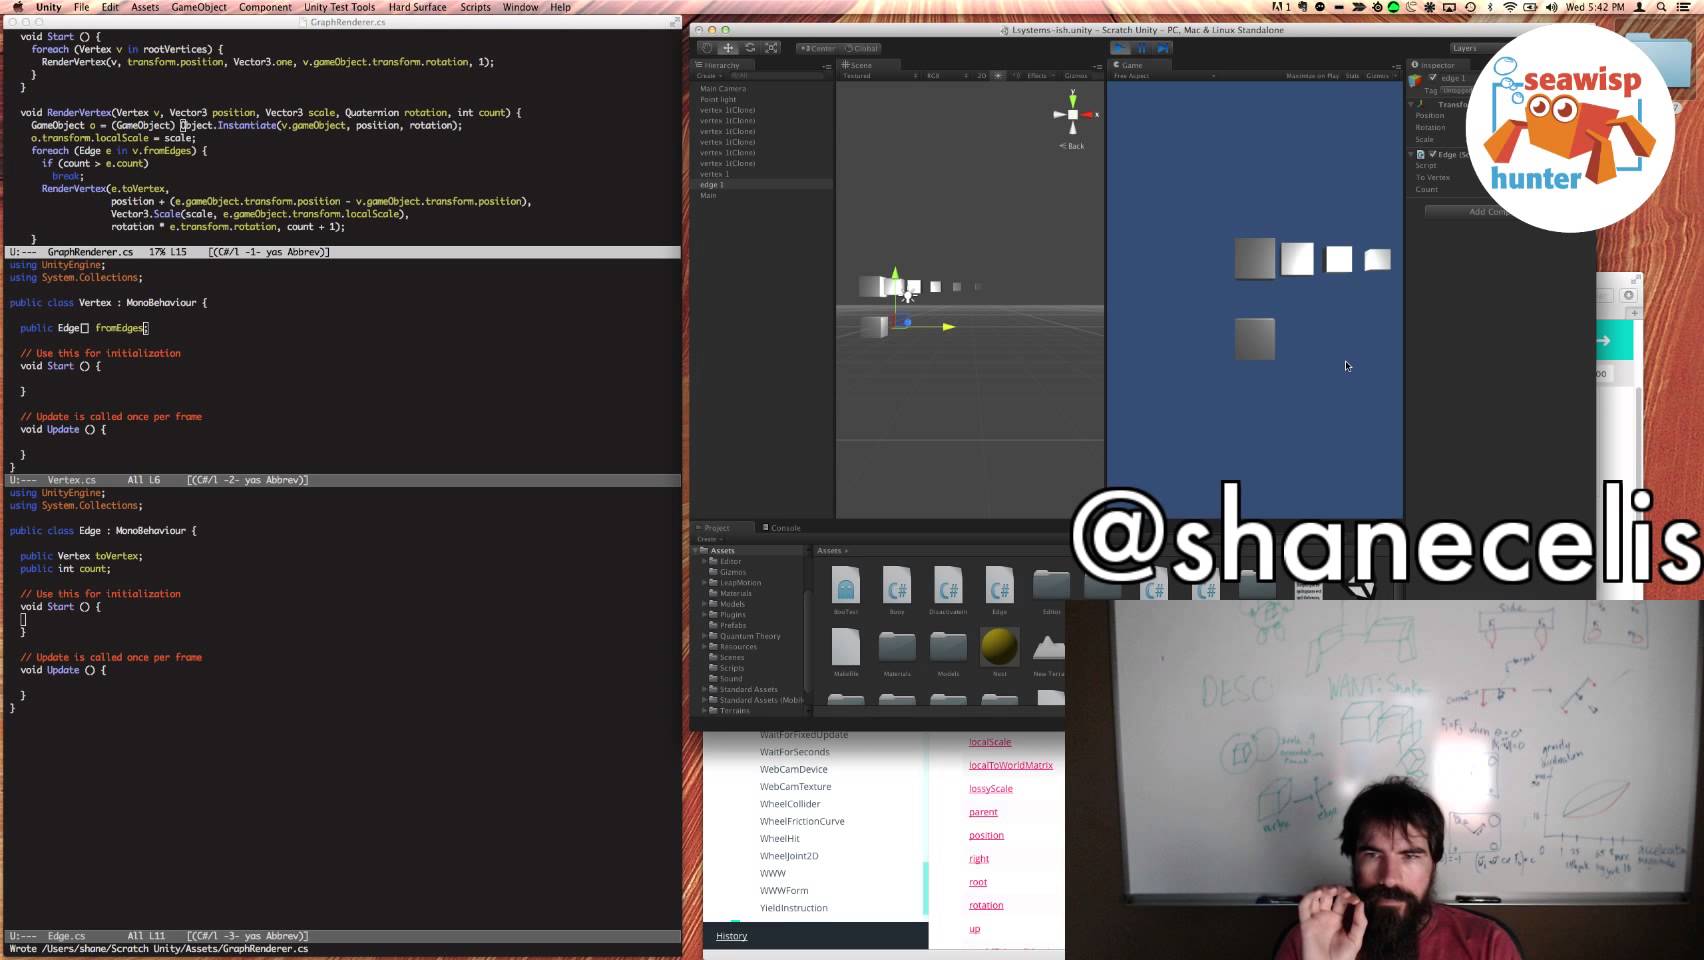 Unity File Edit Assets GameObject Component Unity Test Tools Hard Surface Scripts Window Help
Wed 5:42 PM
GraphRenderer.cs
void Start () {
foreach (Vertex v in rootVertices) {
RenderVertex(v, transform.position, Vector3.one, v.gameObject.transform.rotation, 1);
}
}
void RenderVertex(Vertex v, Vector3 position, Vector3 scale, Quaternion rotation, int count) {
GameObject o = (GameObject) Object.Instantiate(v.gameObject, position, rotation);
o.transform.localScale = scale;
foreach (Edge e in v.fromEdges) {
if (count > e.count)
break;
RenderVertex(e.toVertex,
position + (e.gameObject.transform.position - v.gameObject.transform.position),
Vector3.Scale(scale, e.gameObject.transform.localScale),
rotation * e.transform.rotation, count + 1);
}
U:--- GraphRenderer.cs 17% L15 [(C#/l -1- yas Abbrev)]
using UnityEngine;
using System.Collections;
public class Vertex : MonoBehaviour {
public Edge[] fromEdges;
// Use this for initialization
void Start () {
}
// Update is called once per frame
void Update () {
}
}
U:--- Vertex.cs All L6 [(C#/l -2- yas Abbrev)]
using UnityEngine;
using System.Collections;
public class Edge : MonoBehaviour {
public Vertex toVertex;
public int count;
// Use this for initialization
void Start () {
}
// Update is called once per frame
void Update () {
}
}
U:--- Edge.cs All L11 [(C#/l -3- yas Abbrev)]
Wrote /Users/shane/Scratch Unity/Assets/GraphRenderer.cs
Lsystems-ish.unity - Scratch Unity - PC, Mac & Linux Standalone
Center Global
Layers
Hierarchy
Create
Main Camera
Point light
vertex 1(Clone)
vertex 1(Clone)
vertex 1(Clone)
vertex 1(Clone)
vertex 1(Clone)
vertex 1(Clone)
vertex 1
edge 1
Main
Scene
Textured RGB 2D Effects Gizmos
y
x
Back
Game
Free Aspect Maximize on Play Stats Gizmos
Inspector
edge 1
Tag
Position
Rotation
Scale
Script
To Vertex
Count
seawisp
hunter
@shanecelis
Project Console
Create
Assets
Editor
Gizmos
LeapMotion
Materials
Models
Plugins
Prefabs
Quantum Theory
Resources
Scenes
Scripts
Sound
Standard Assets
Standard Assets (Mobil
Terrains
Assets
BooTest Booy Disactivatein Edge Editor
Makefile Materials Models Nest New Terra
WaitForFixedUpdate
WaitForSeconds
WebCamDevice
WebCamTexture
WheelCollider
WheelFrictionCurve
WheelHit
WheelJoint2D
WWW
WWWForm
YieldInstruction
History
localScale
localToWorldMatrix
lossyScale
parent
position
right
root
rotation
up
side
target
DESC
WANT:
vertex
gravity